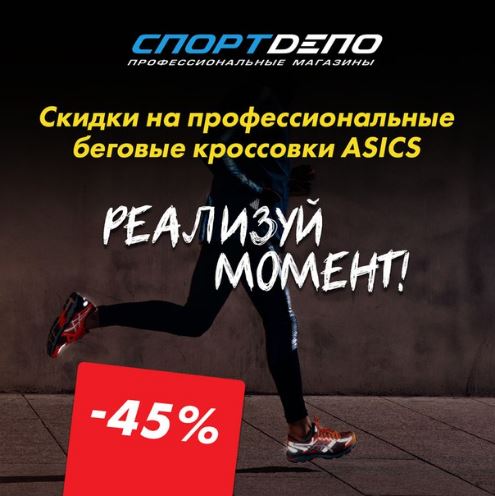 СПОРТДЕПО
ПРОФЕССИОНАЛЬНЫЕ МАГАЗИНЫ
Скидки на профессиональные
беговые кроссовки ASICS
РЕАЛИЗУЙ
МОМЕНТ!
-45%